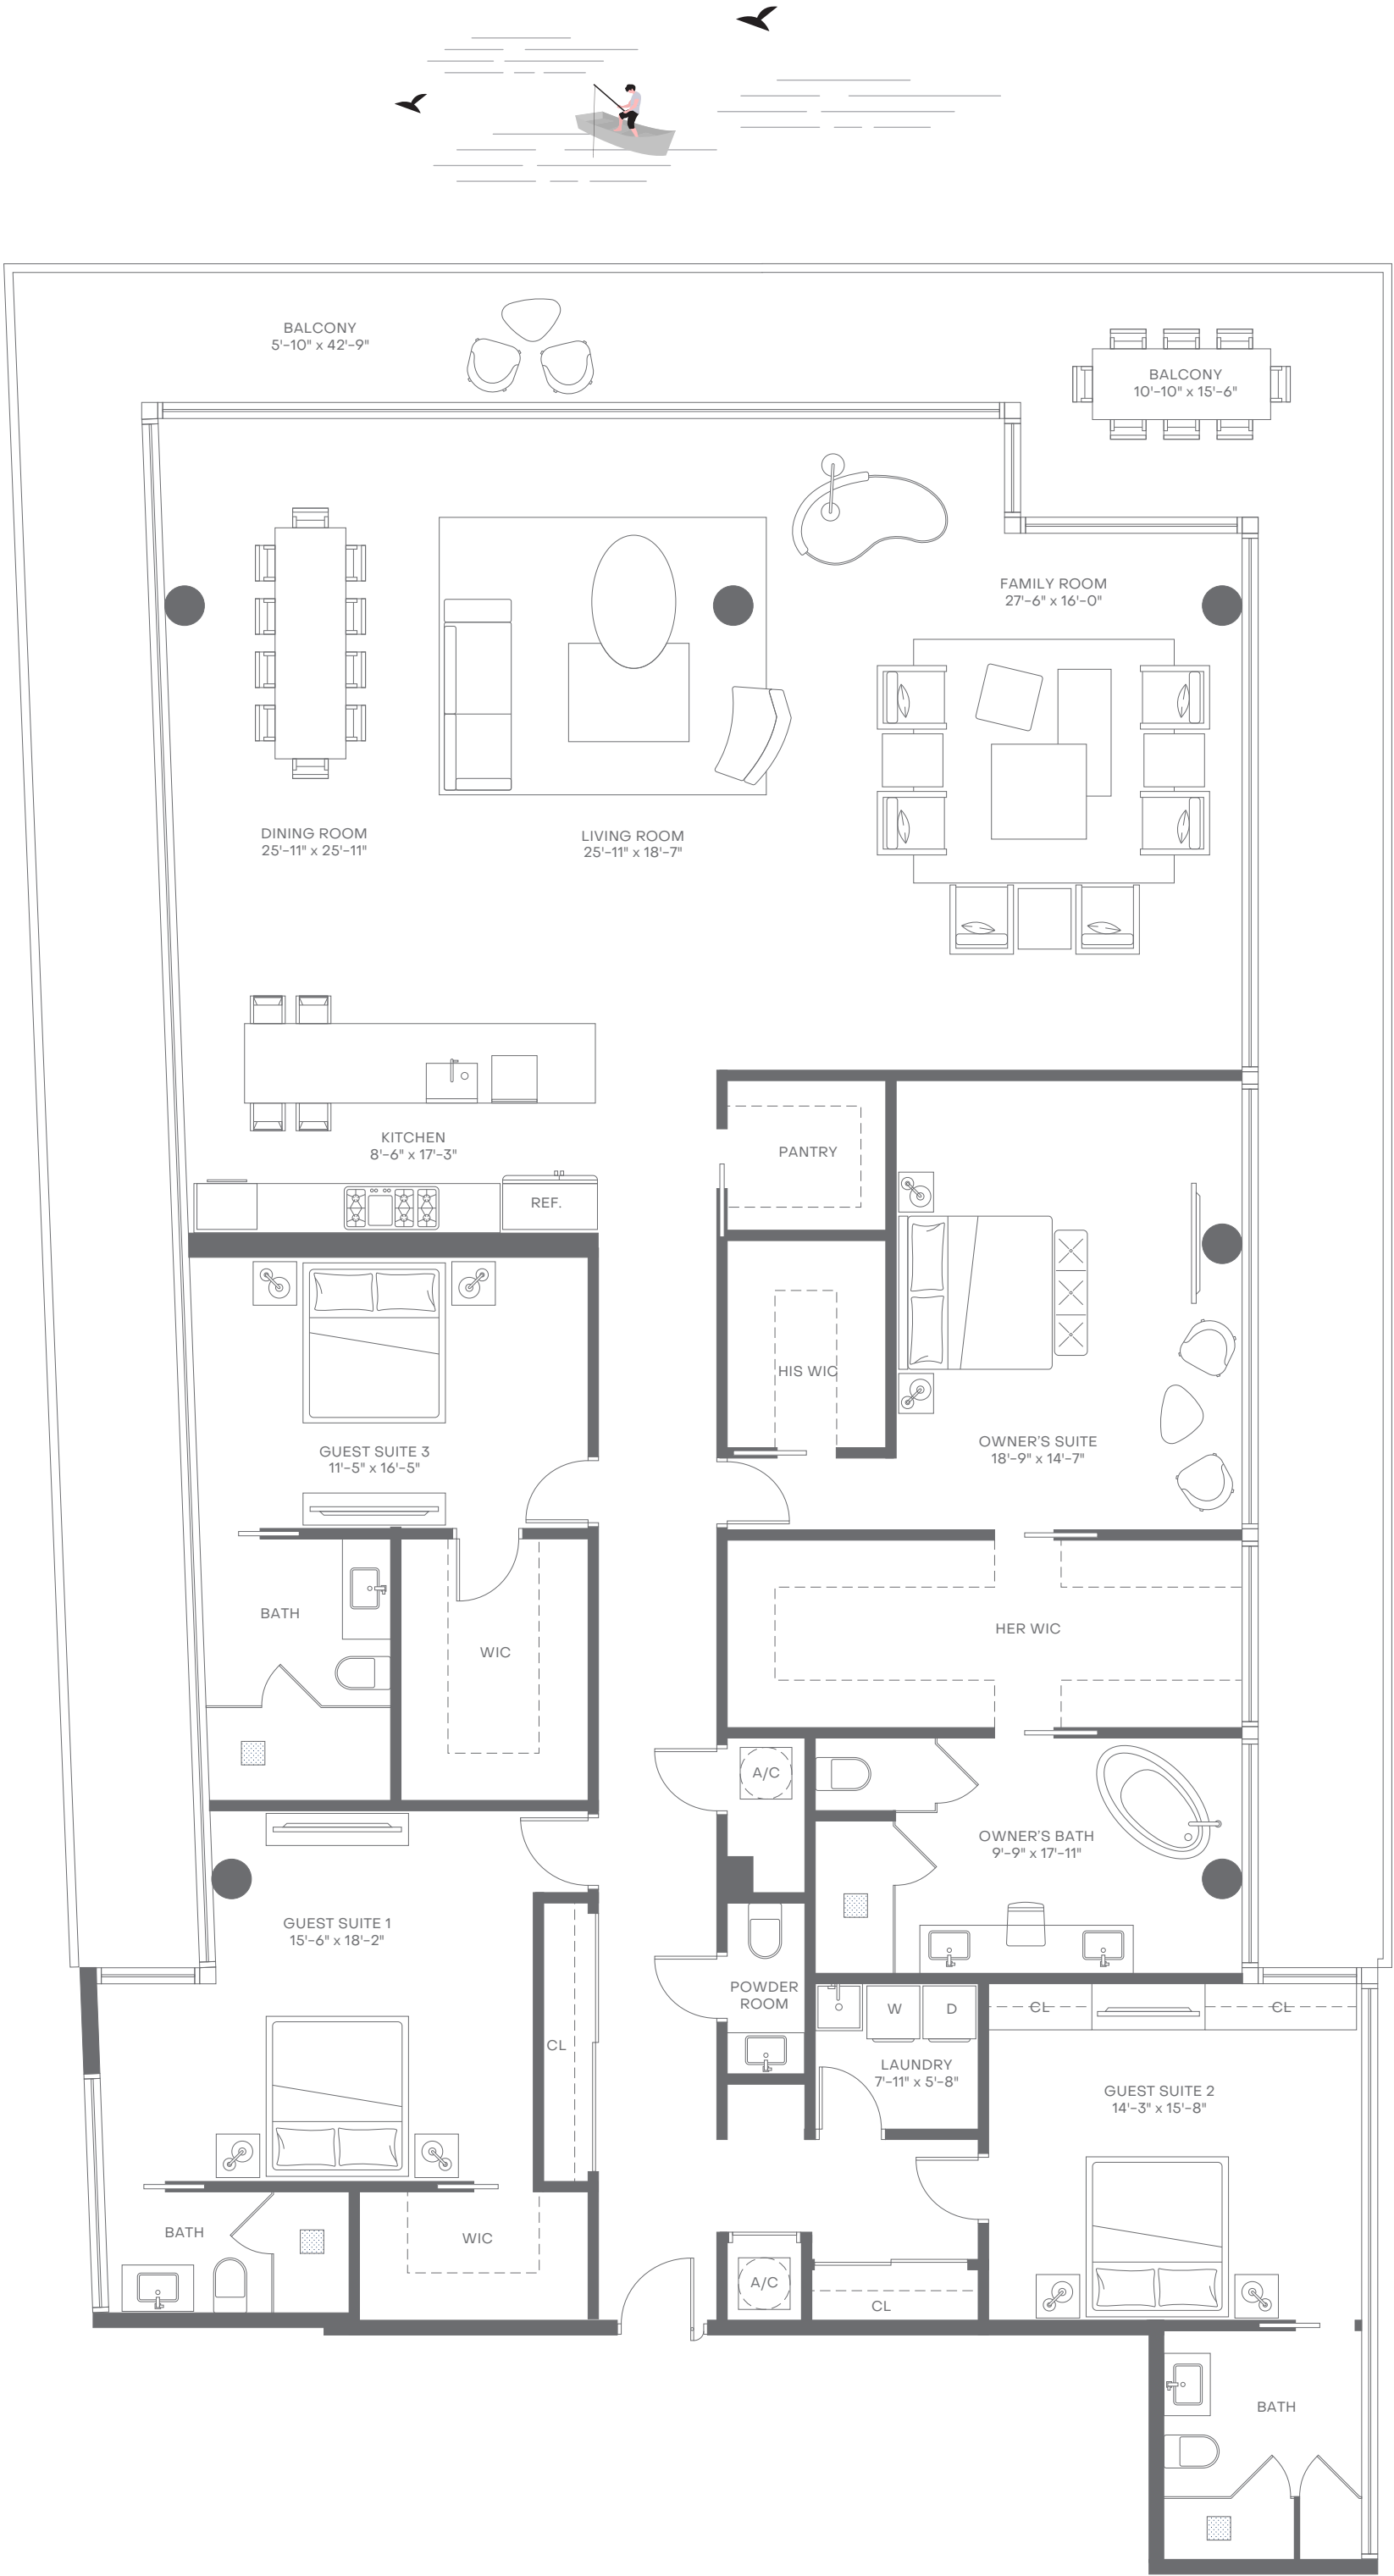 BALCONY
5'-10" x 42'-9"
BALCONY
10'-10" x 15'-6"
FAMILY ROOM
27'-6" x 16'-0"
DINING ROOM
25'-11" x 25'-11"
LIVING ROOM
25'-11" x 18'-7"
KITCHEN
8'-6" x 17'-3"
PANTRY
REF.
HIS WIC
OWNER'S SUITE
18'-9" x 14'-7"
GUEST SUITE 3
11'-5" x 16'-5"
BATH
WIC
HER WIC
A/C
OWNER'S BATH
9'-9" x 17'-11"
GUEST SUITE 1
15'-6" x 18'-2"
POWDER
ROOM
W
D
CL
CL
CL
LAUNDRY
7'-11" x 5'-8"
GUEST SUITE 2
14'-3" x 15'-8"
BATH
WIC
A/C
CL
BATH